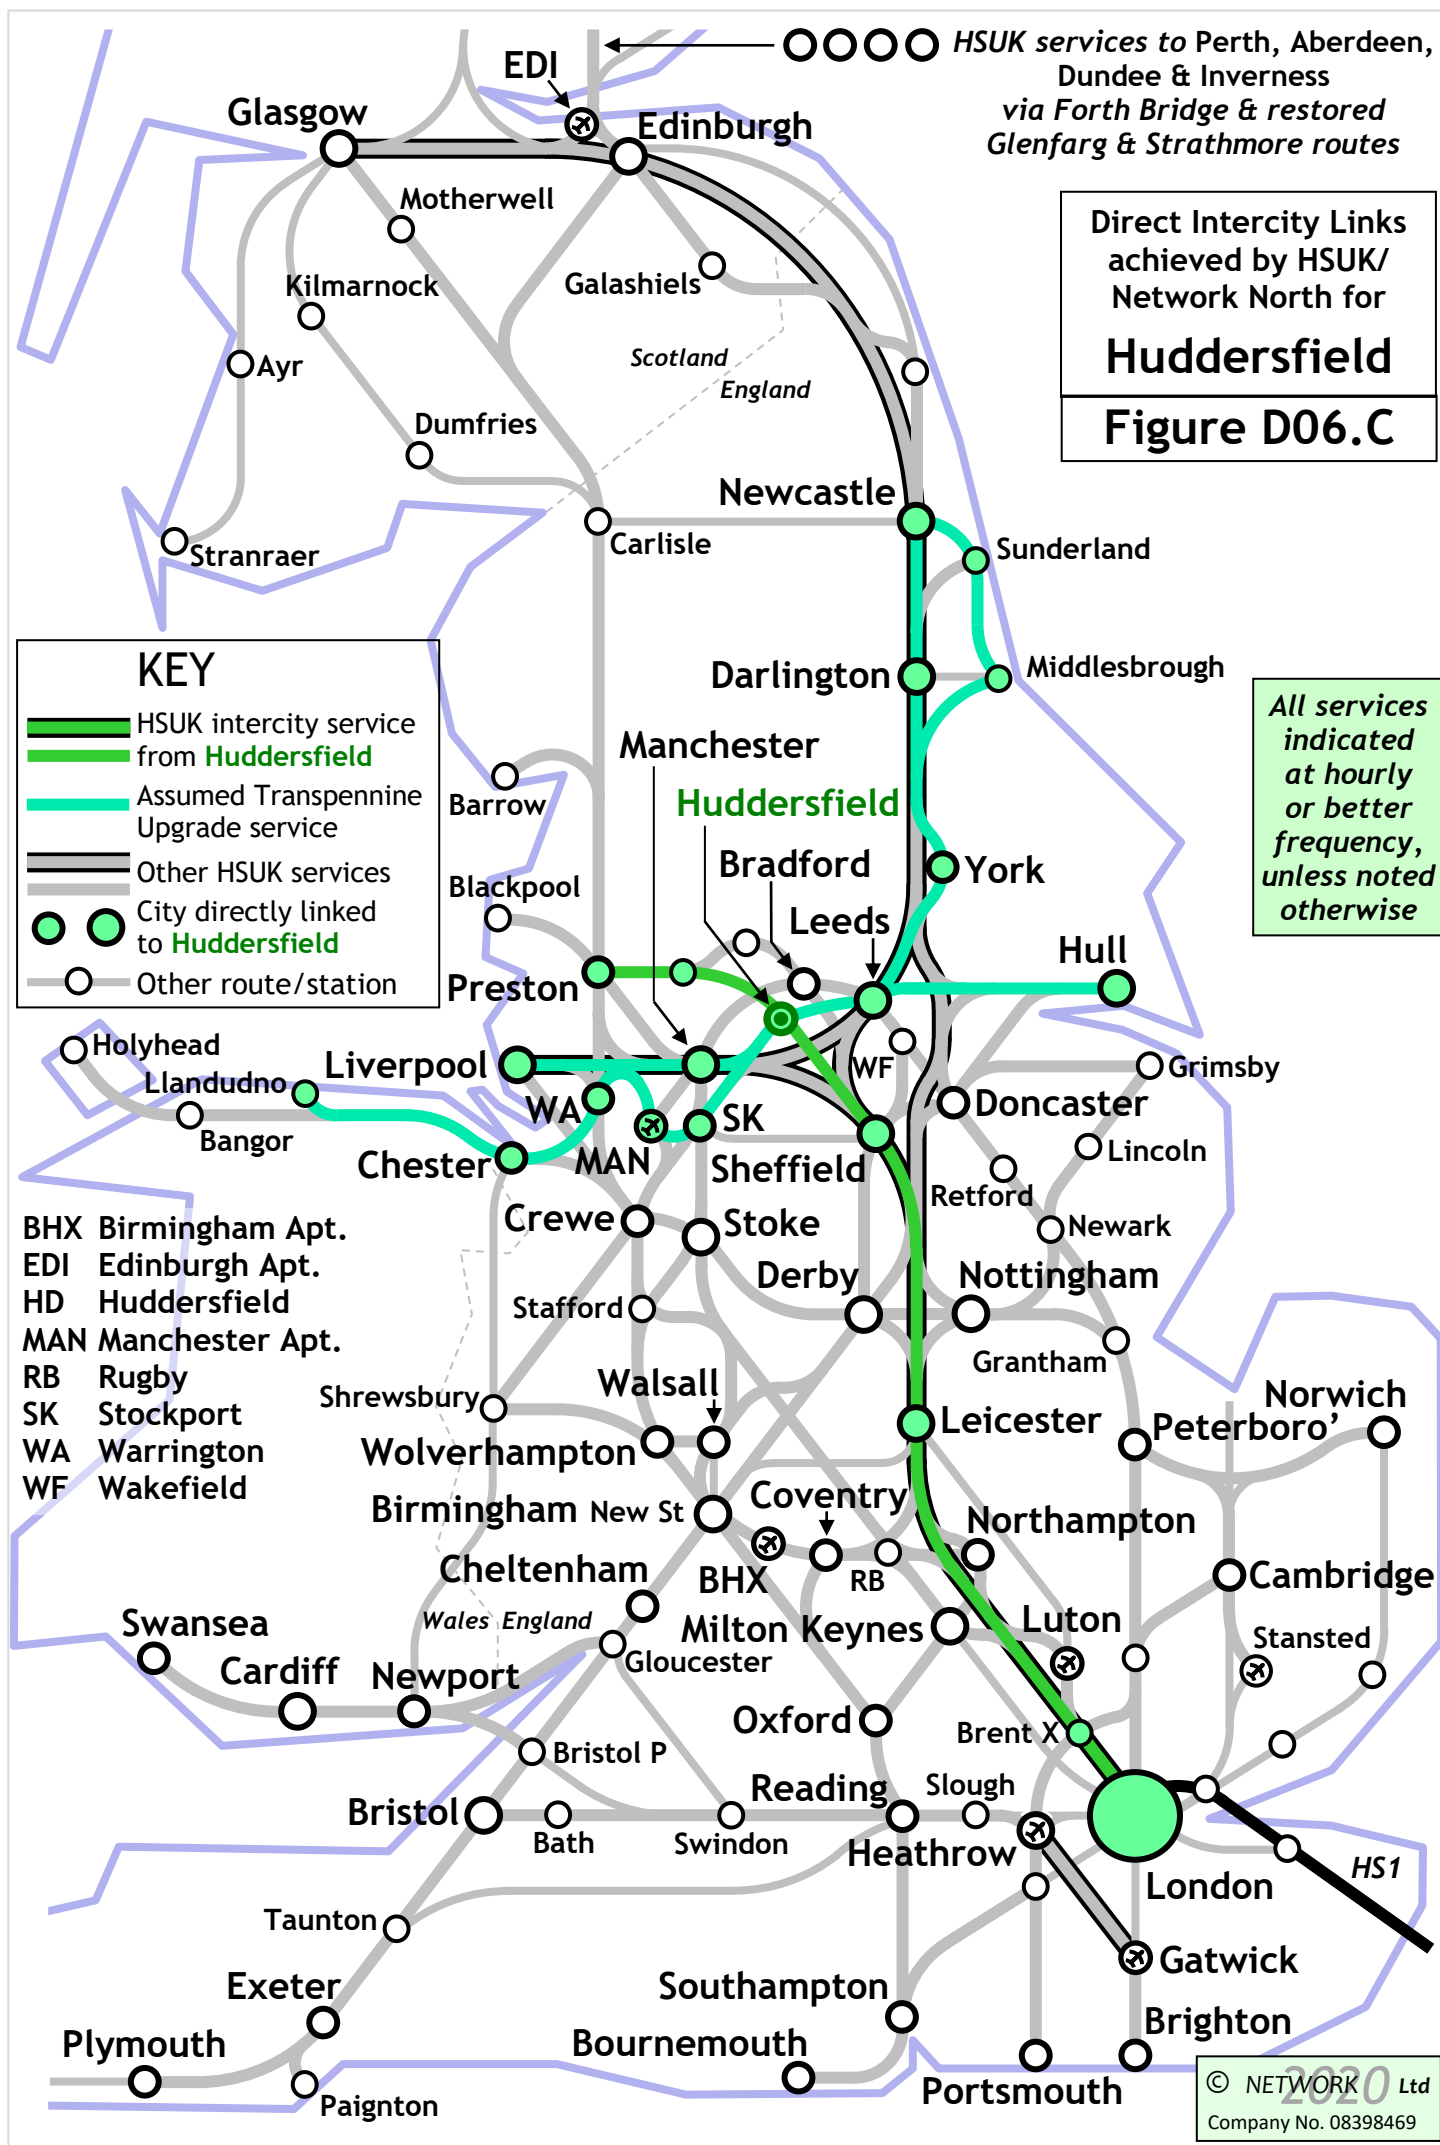 HSUK services to Perth, Aberdeen,
Dundee & Inverness
via Forth Bridge & restored
Glenfarg & Strathmore routes
EDI
Glasgow
Edinburgh
Motherwell
Direct Intercity Links
achieved by HSUK/
Network North for
Huddersfield
Figure D06.C
Galashiels
Kilmarnock
Scotland
England
Ayr
Dumfries
Newcastle
Stranraer
Carlisle
Sunderland
KEY
HSUK intercity service
from Huddersfield
Assumed Transpennine
Upgrade service
Other HSUK services
City directly linked
to Huddersfield
Other route/station
Darlington
Middlesbrough
All services
indicated
at hourly
or better
frequency,
unless noted
otherwise
Manchester
Barrow
Huddersfield
Bradford
York
Blackpool
Leeds
Hull
Preston
Holyhead
Llandudno
Liverpool
WF
Grimsby
Bangor
WA
SK
Doncaster
Chester
MAN
Sheffield
Lincoln
Retford
BHX Birmingham Apt.
EDI Edinburgh Apt.
HD Huddersfield
MAN Manchester Apt.
RB Rugby
SK Stockport
WA Warrington
WF Wakefield
Crewe
Stoke
Newark
Derby
Nottingham
Stafford
Grantham
Walsall
Shrewsbury
Norwich
Leicester
Peterboro’
Wolverhampton
Coventry
Birmingham New St
Northampton
Cheltenham
BHX
RB
Cambridge
Wales England
Swansea
Milton Keynes
Luton
Stansted
Gloucester
Cardiff
Newport
Oxford
Brent X
Bristol P
Reading
Slough
Bristol
Bath
Swindon
Heathrow
HS1
London
Taunton
Gatwick
Exeter
Southampton
Brighton
Plymouth
Bournemouth
Portsmouth
Paignton
© NETWORK 2020 Ltd
Company No. 08398469